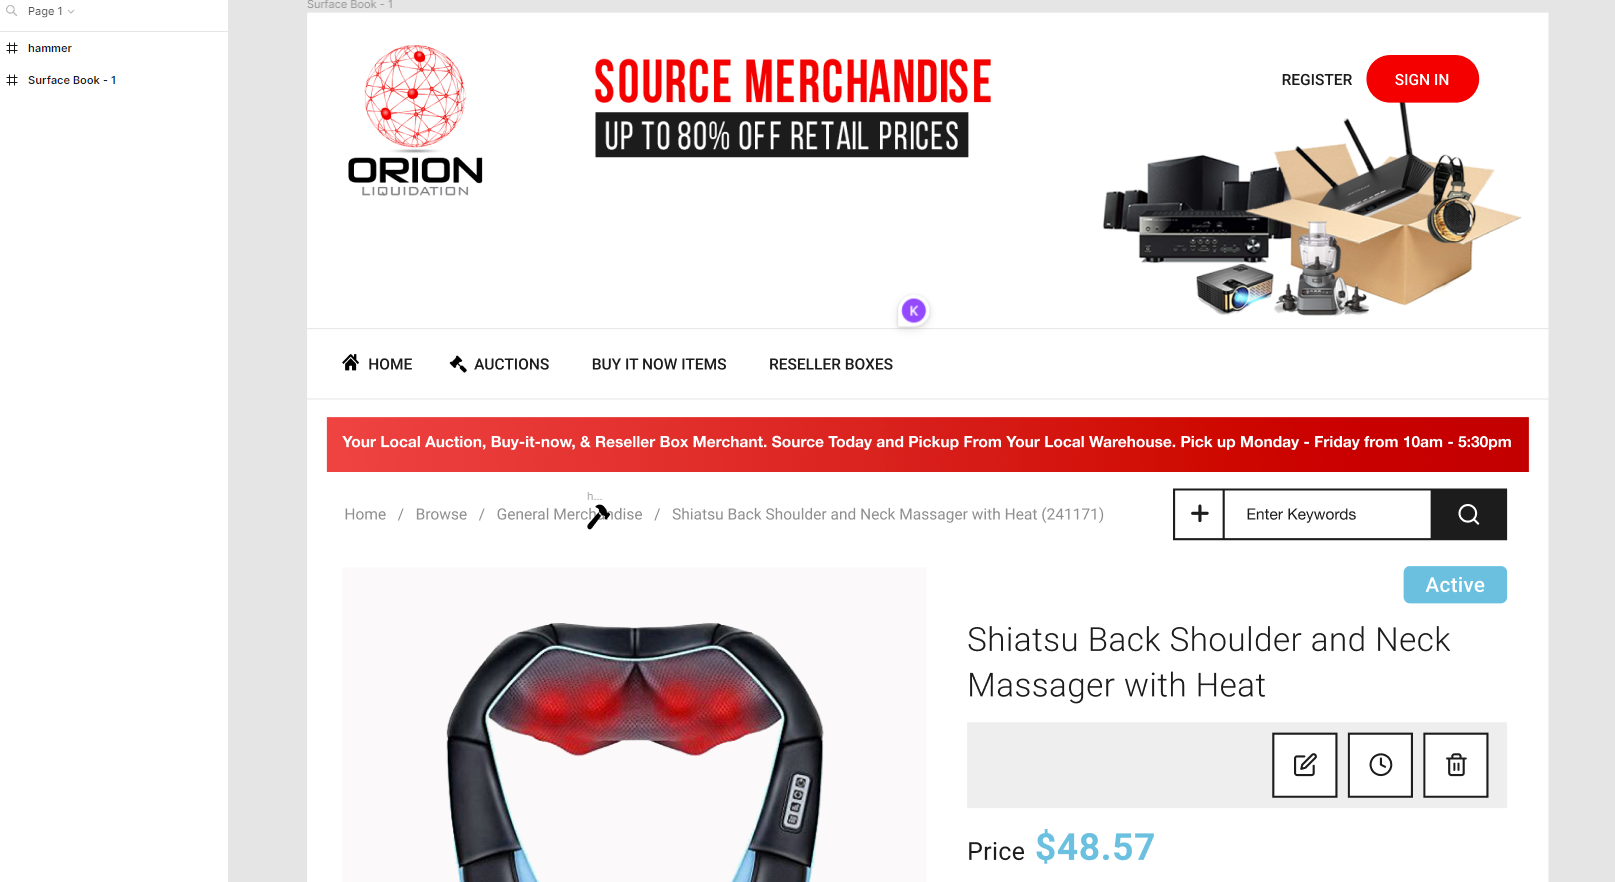 Page 1
hammer
Surface Book - 1
Surface Book - 1
ORION
LIQUIDATION
SOURCE MERCHANDISE
UP TO 80% OFF RETAIL PRICES
REGISTER
SIGN IN
K
HOME
AUCTIONS
BUY IT NOW ITEMS
RESELLER BOXES
Your Local Auction, Buy-it-now, & Reseller Box Merchant. Source Today and Pickup From Your Local Warehouse. Pick up Monday - Friday from 10am - 5:30pm
h...
Home / Browse / General Merchandise / Shiatsu Back Shoulder and Neck Massager with Heat (241171)
Enter Keywords
Active
Shiatsu Back Shoulder and Neck
Massager with Heat
Price $48.57